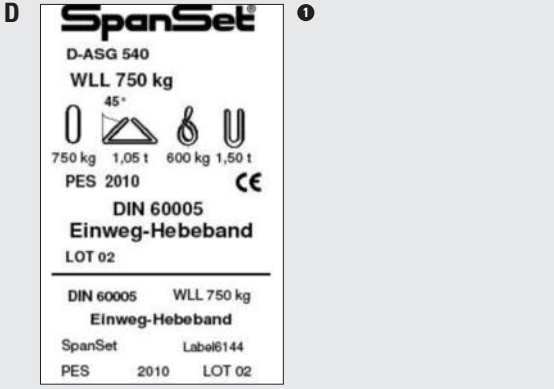 D
❶
SpanSet®
D-ASG 540
WLL 750 kg
45°
750 kg 1,05 t 600 kg 1,50 t
PES 2010 CE
DIN 60005
Einweg-Hebeband
LOT 02
DIN 60005 WLL 750 kg
Einweg-Hebeband
SpanSet Label6144
PES 2010 LOT 02